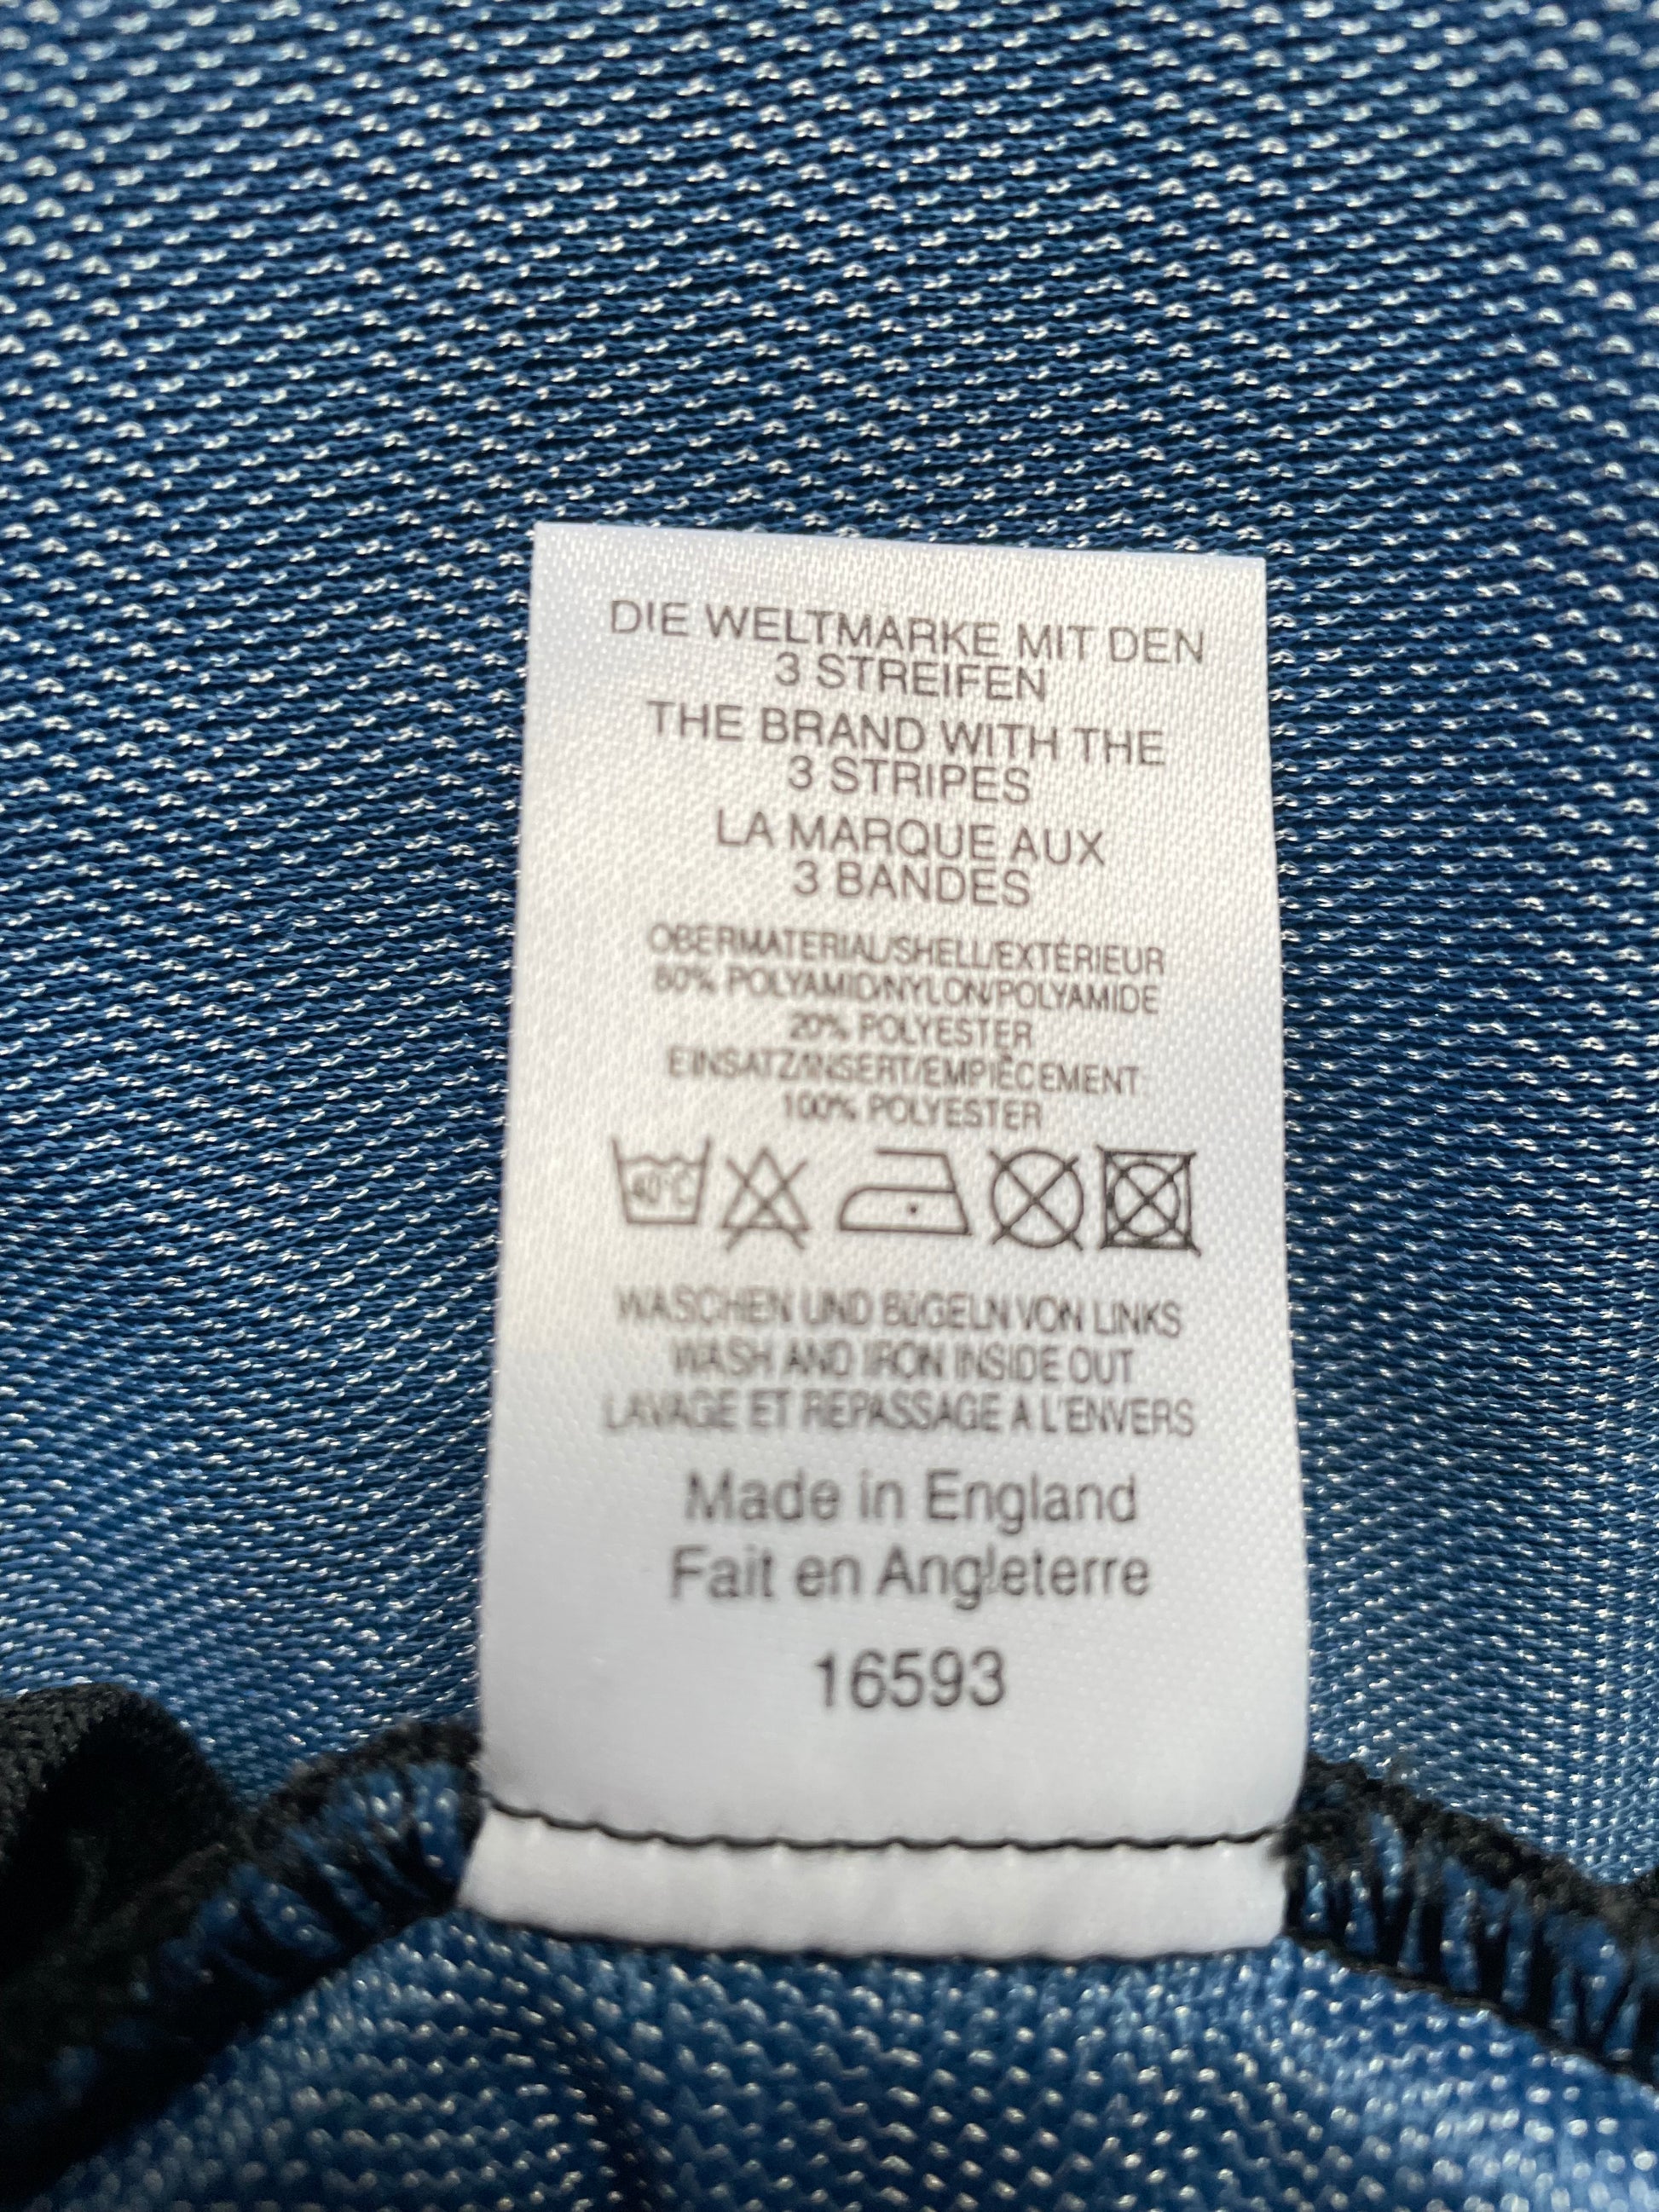 DIE WELTMARKE MIT DEN
3 STREIFEN
THE BRAND WITH THE
3 STRIPES
LA MARQUE AUX
3 BANDES
OBERMATERIAL/SHELL/EXTÉRIEUR
80% POLYAMID/NYLON/POLYAMIDE
20% POLYESTER
EINSATZ/INSERT/EMPIÈCEMENT
100% POLYESTER
40°C
WASCHEN UND BüGELN VON LINKS
WASH AND IRON INSIDE OUT
LAVAGE ET REPASSAGE A L'ENVERS
Made in England
Fait en Angleterre
16593